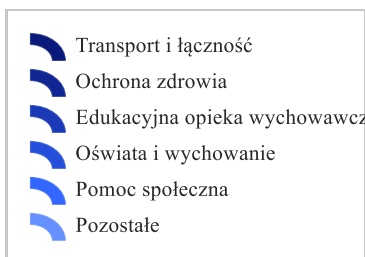 Transport i łączność
Ochrona zdrowia
Edukacyjna opieka wychowawcz
Oświata i wychowanie
Pomoc społeczna
Pozostałe